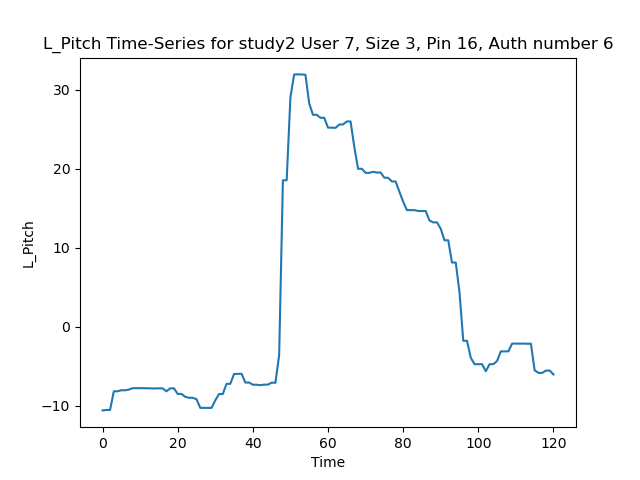 L_Pitch Time-Series for study2 User 7, Size 3, Pin 16, Auth number 6
30
20
10
0
−10
L_Pitch
0 20 40 60 80 100 120
Time